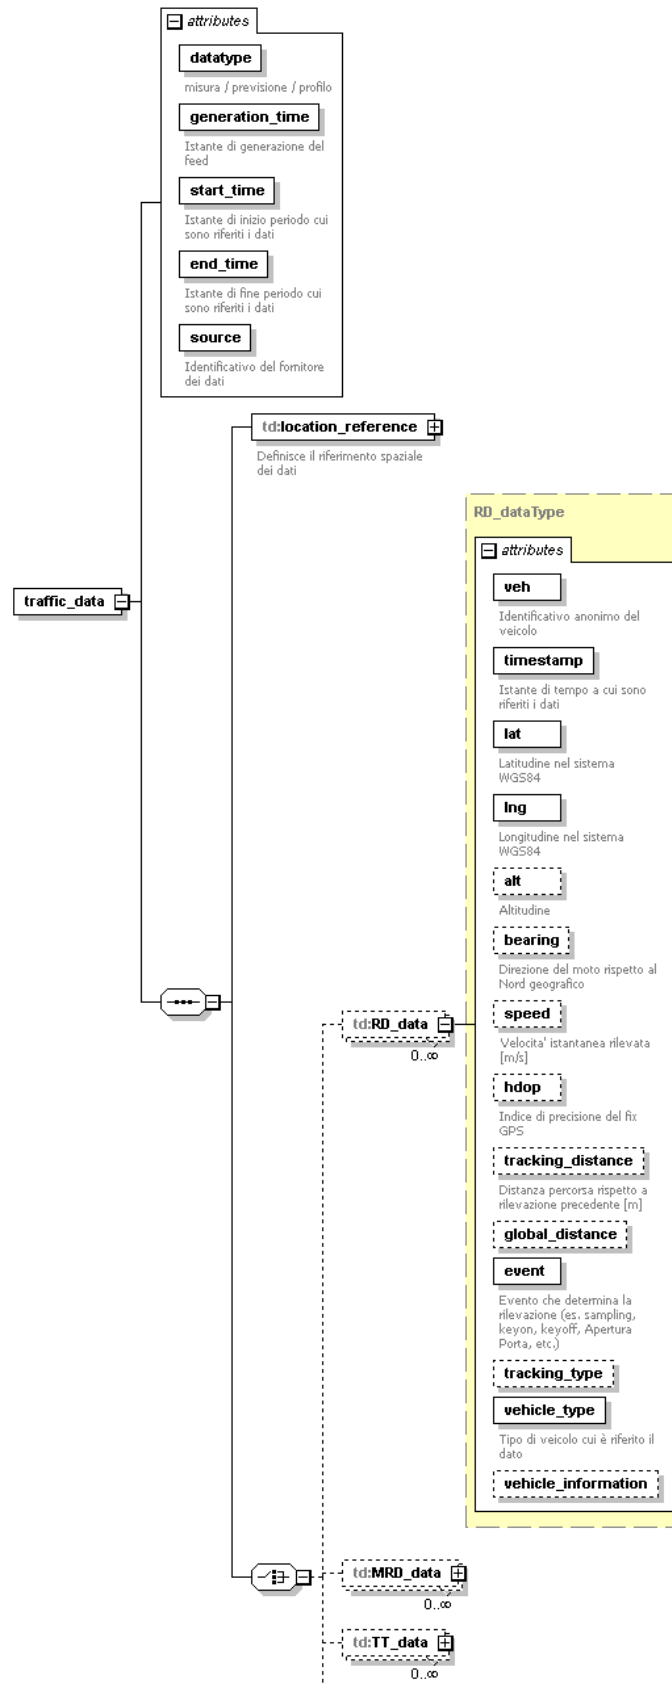 attributes
datatype
misura / previsione / profilo
generation_time
Istante di generazione del
feed
start_time
Istante di inizio periodo cui
sono riferiti i dati
end_time
Istante di fine periodo cui
sono riferiti i dati
source
Identificativo del fornitore
dei dati
td:location_reference
Definisce il riferimento spaziale
dei dati
traffic_data
RD_dataType
attributes
veh
Identificativo anonimo del
veicolo
timestamp
Istante di tempo a cui sono
riferiti i dati
lat
Latitudine nel sistema
WGS84
lng
Longitudine nel sistema
WGS84
alt
Altitudine
bearing
Direzione del moto rispetto al
Nord geografico
td:RD_data
0..∞
speed
Velocita' istantanea rilevata
[m/s]
hdop
Indice di precisione del fix
GPS
tracking_distance
Distanza percorsa rispetto a
rilevazione precedente [m]
global_distance
event
Evento che determina la
rilevazione (es. sampling,
keyon, keyoff, Apertura
Porta, etc.)
tracking_type
vehicle_type
Tipo di veicolo cui è riferito il
dato
vehicle_information
td:MRD_data
0..∞
td:TT_data
0..∞